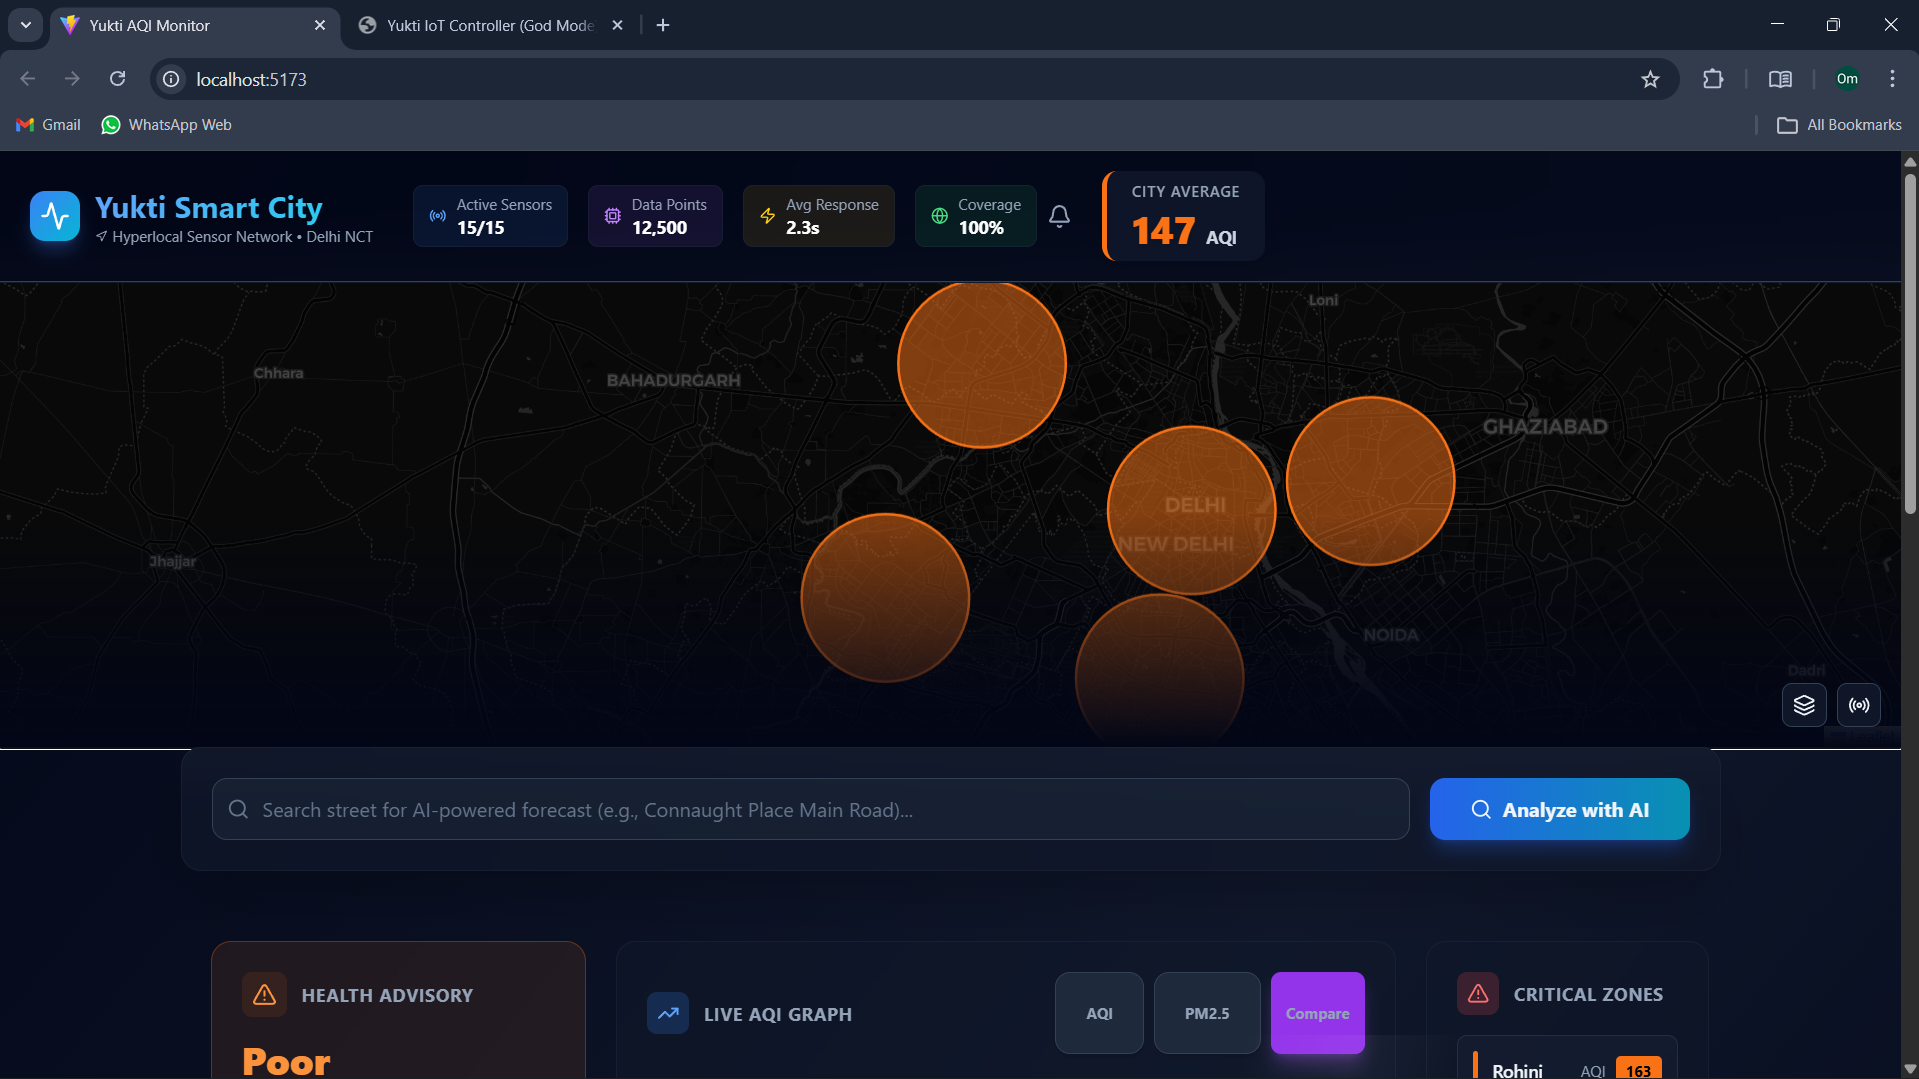 Yukti AQI Monitor
Yukti IoT Controller (God Mode
localhost:5173
Om
Gmail
WhatsApp Web
All Bookmarks
Yukti Smart City
Hyperlocal Sensor Network • Delhi NCT
Active Sensors
15/15
Data Points
12,500
Avg Response
2.3s
Coverage
100%
CITY AVERAGE
147 AQI
Loni
Chhara
BAHADURGARH
GHAZIABAD
DELHI
NEW DELHI
Jhajjar
NOIDA
Dadri
Search street for AI-powered forecast (e.g., Connaught Place Main Road)...
Analyze with AI
HEALTH ADVISORY
Poor
LIVE AQI GRAPH
AQI
PM2.5
Compare
CRITICAL ZONES
Rohini AQI 163